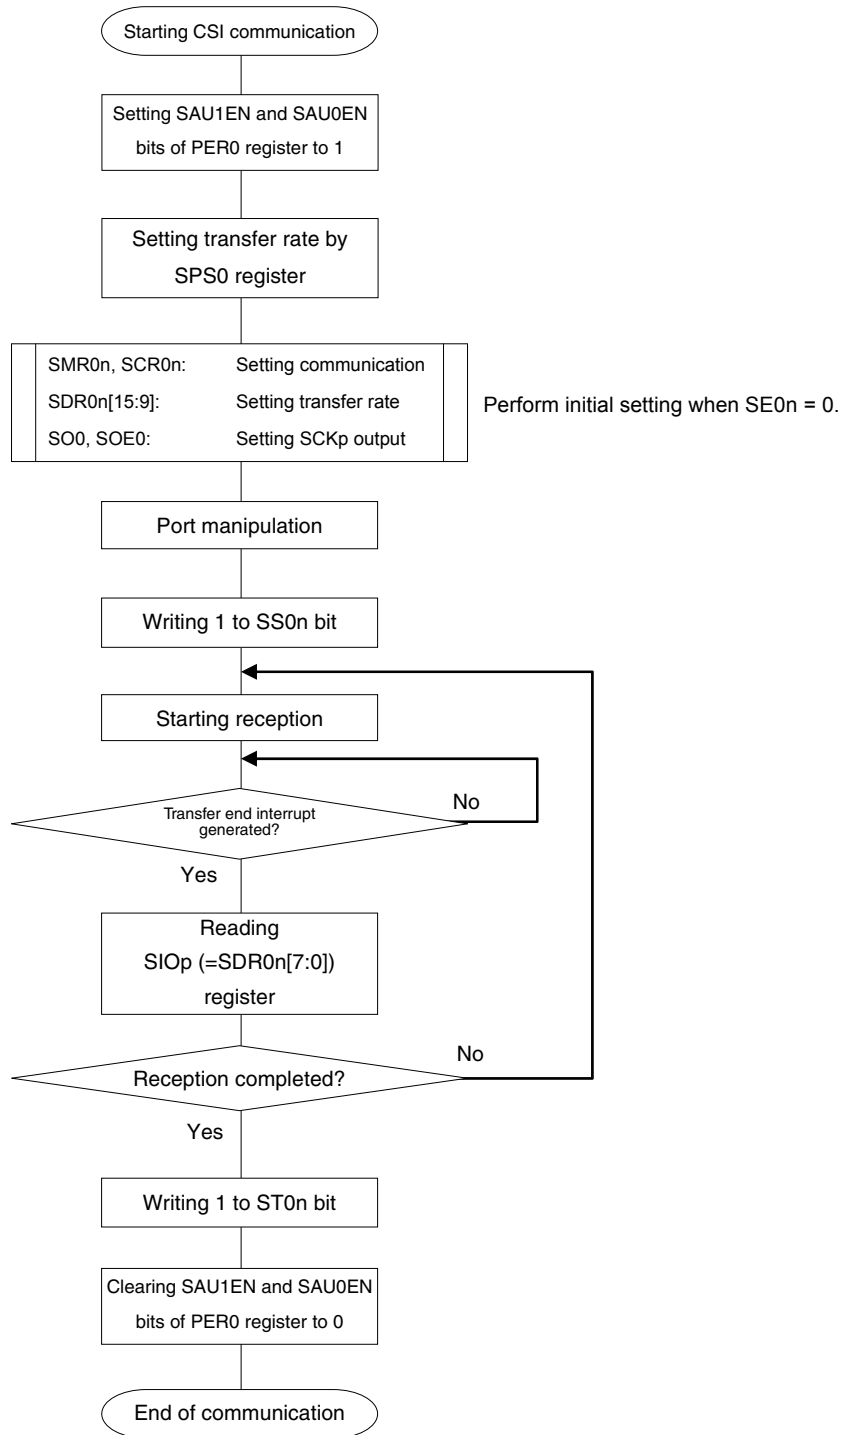 Starting CSI communication
Setting SAU1EN and SAU0EN
bits of PER0 register to 1
Setting transfer rate by
SPS0 register
SMR0n, SCR0n: Setting communication
SDR0n[15:9]: Setting transfer rate
SO0, SOE0: Setting SCKp output
Perform initial setting when SE0n = 0.
Port manipulation
Writing 1 to SS0n bit
Starting reception
Transfer end interrupt
generated?
No
Yes
Reading
SIOp (=SDR0n[7:0])
register
Reception completed?
No
Yes
Writing 1 to ST0n bit
Clearing SAU1EN and SAU0EN
bits of PER0 register to 0
End of communication